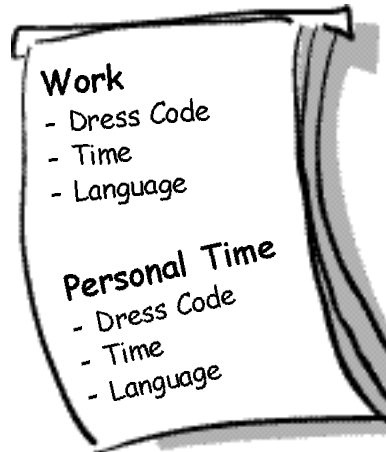 Work
- Dress Code
- Time
- Language
Personal Time
- Dress Code
- Time
- Language